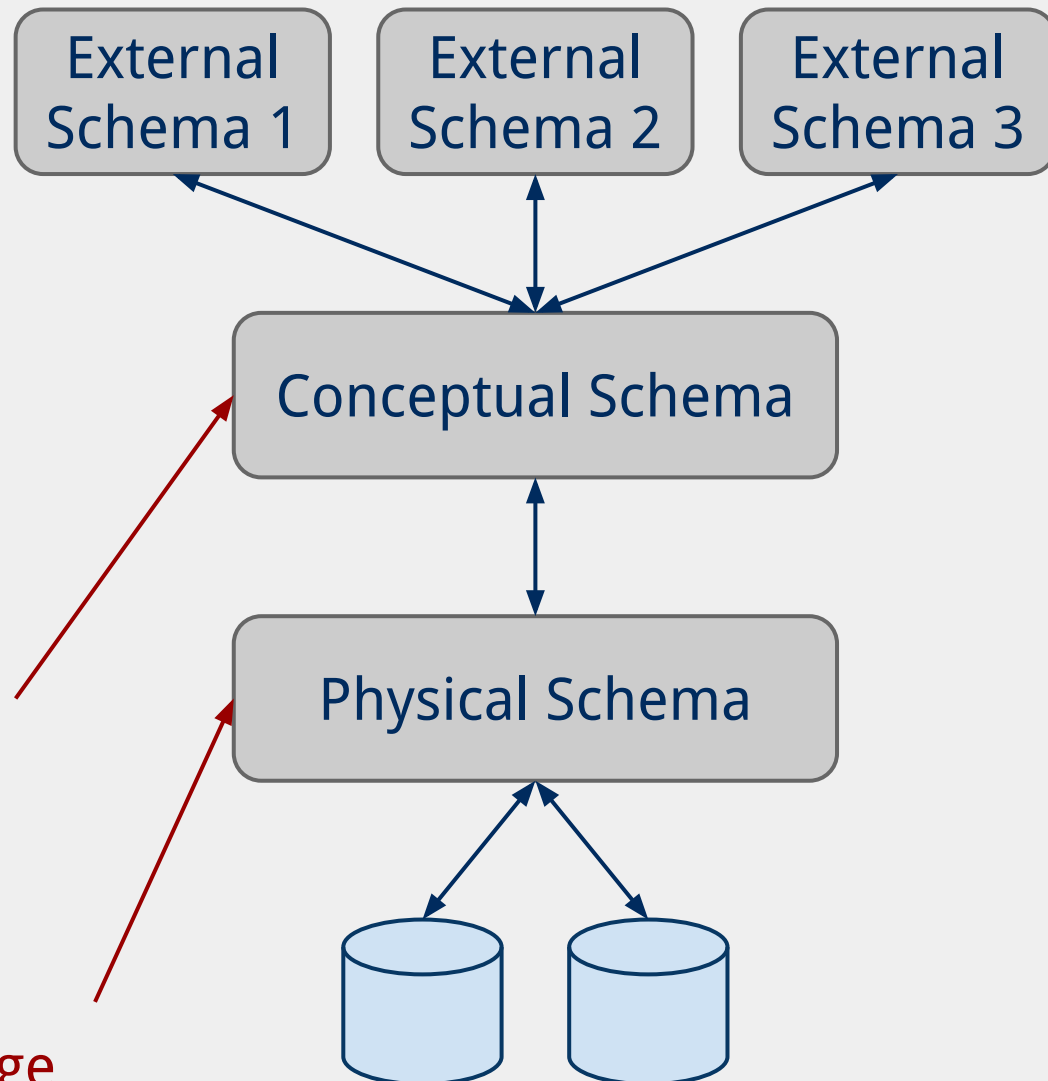 External
Schema 1
External
Schema 2
External
Schema 3
Conceptual Schema
Physical Schema